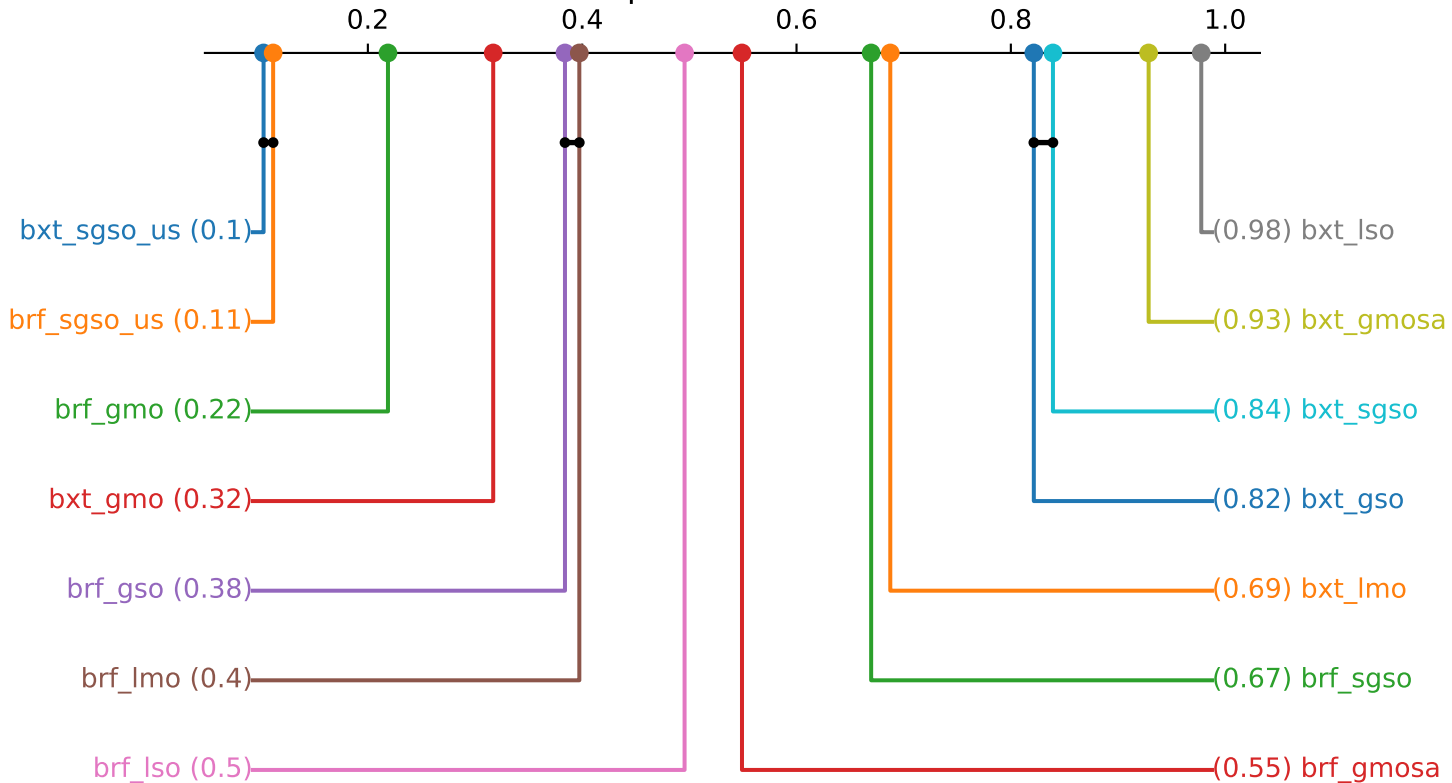 0.2 0.4 0.6 0.8 1.0
bxt_sgso_us (0.1) (0.98) bxt_lso
brf_sgso_us (0.11) (0.93) bxt_gmosa
brf_gmo (0.22) (0.84) bxt_sgso
bxt_gmo (0.32) (0.82) bxt_gso
brf_gso (0.38) (0.69) bxt_lmo
brf_lmo (0.4) (0.67) brf_sgso
brf_lso (0.5) (0.55) brf_gmosa